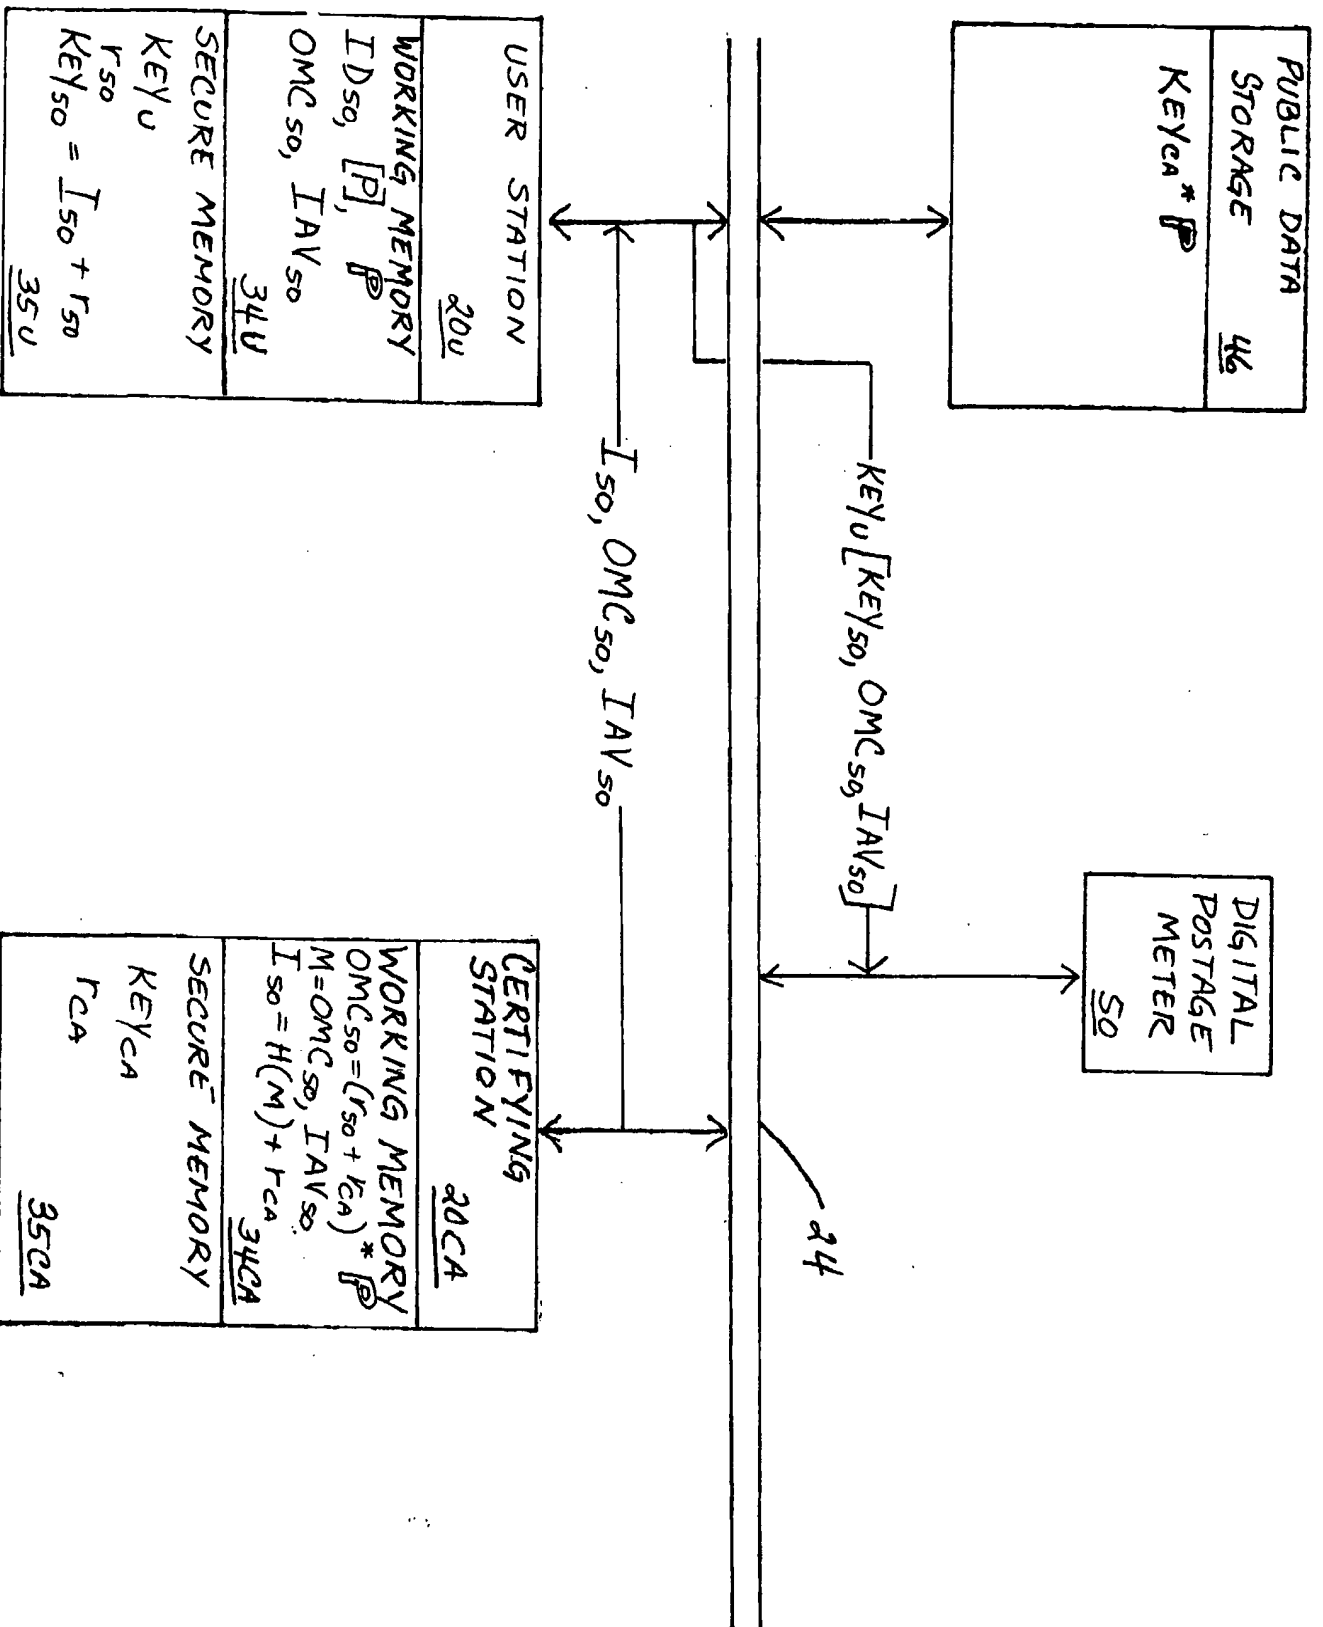 PUBLIC DATA
STORAGE 46
KEYCA * P
DIGITAL
POSTAGE
METER
50
KEYU [KEY50, OMC50, IAV50]
24
I50, OMC50, IAV50
USER STATION
20U
WORKING MEMORY
ID50, [P], P
OMC50, IAV50
34U
SECURE MEMORY
KEYU
r50
KEY50 = I50 + r50
35U
CERTIFYING
STATION
20CA
WORKING MEMORY
OMC50=(r50 + rCA) * P
M=OMC50, IAV50
I50 = H(M) + rCA
34CA
SECURE MEMORY
KEYCA
rCA
35CA